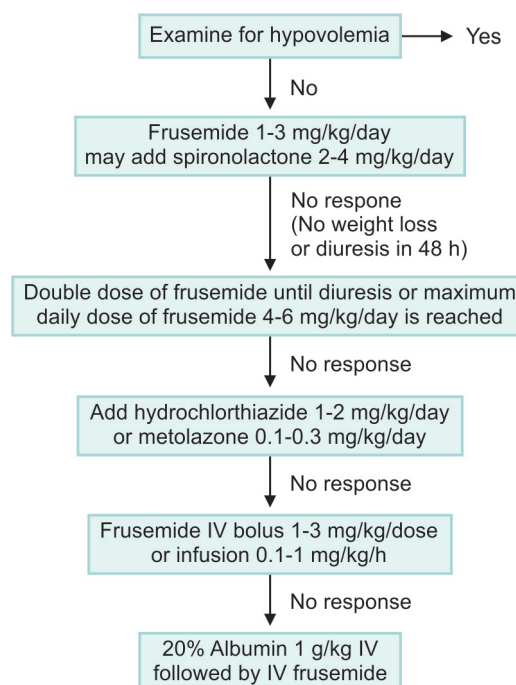 Examine for hypovolemia
Yes
No
Frusemide 1-3 mg/kg/day
may add spironolactone 2-4 mg/kg/day
No respone
(No weight loss
or diuresis in 48 h)
Double dose of frusemide until diuresis or maximum
daily dose of frusemide 4-6 mg/kg/day is reached
No response
Add hydrochlorthiazide 1-2 mg/kg/day
or metolazone 0.1-0.3 mg/kg/day
No response
Frusemide IV bolus 1-3 mg/kg/dose
or infusion 0.1-1 mg/kg/h
No response
20% Albumin 1 g/kg IV
followed by IV frusemide